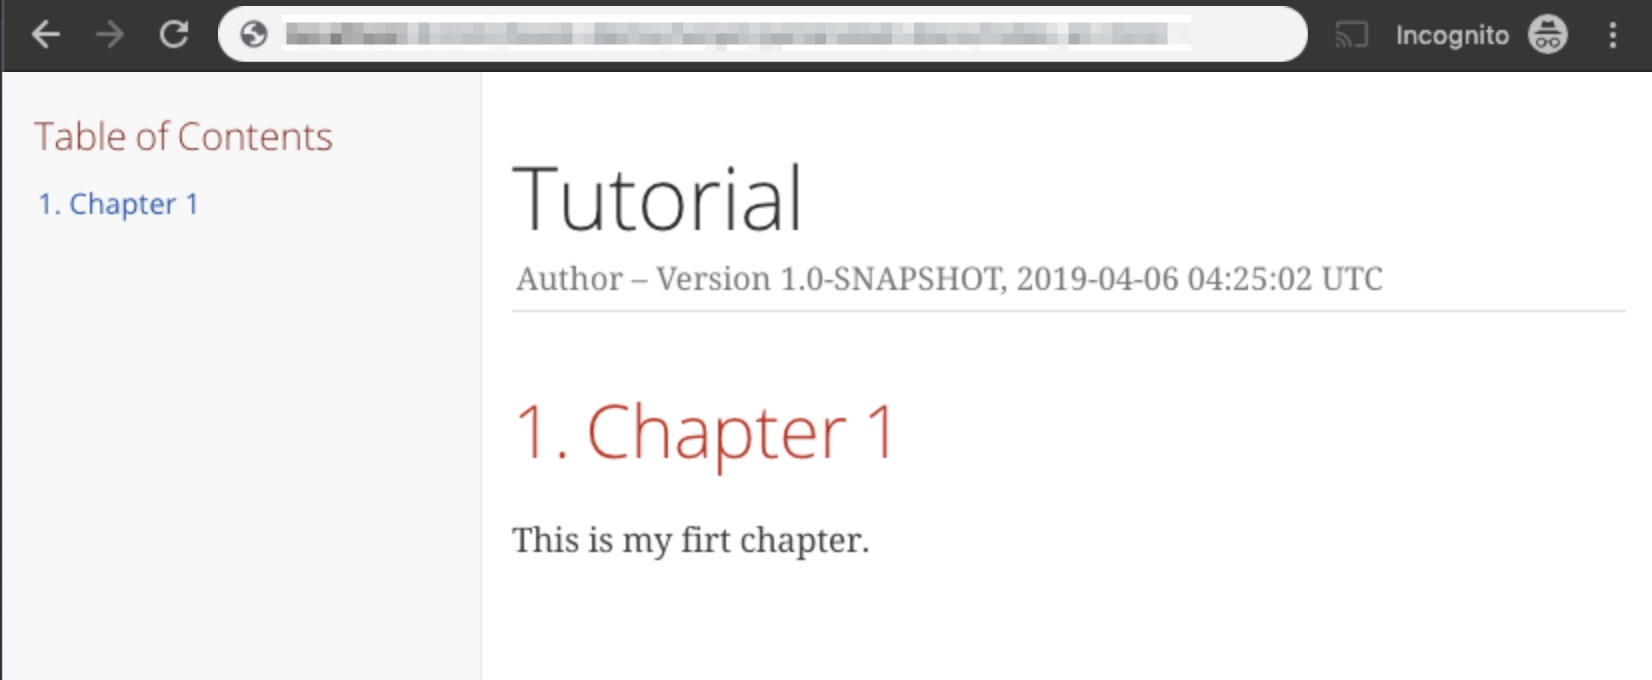 Incognito
Table of Contents
1. Chapter 1
Tutorial
Author – Version 1.0-SNAPSHOT, 2019-04-06 04:25:02 UTC
1. Chapter 1
This is my firt chapter.